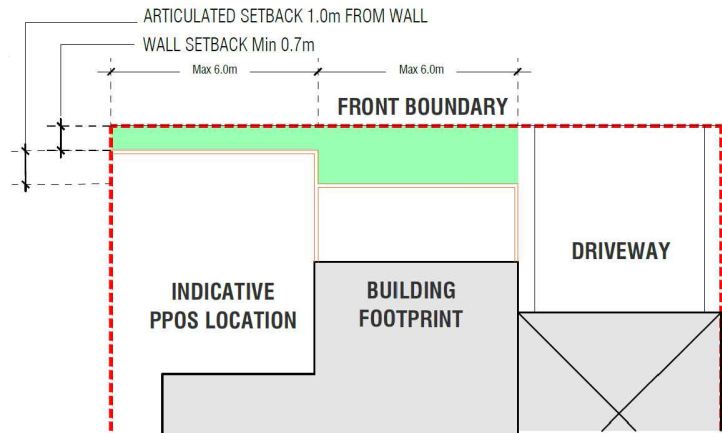 ARTICULATED SETBACK 1.0m FROM WALL
WALL SETBACK Min 0.7m
Max 6.0m
Max 6.0m
FRONT BOUNDARY
DRIVEWAY
INDICATIVE
PPOS LOCATION
BUILDING
FOOTPRINT